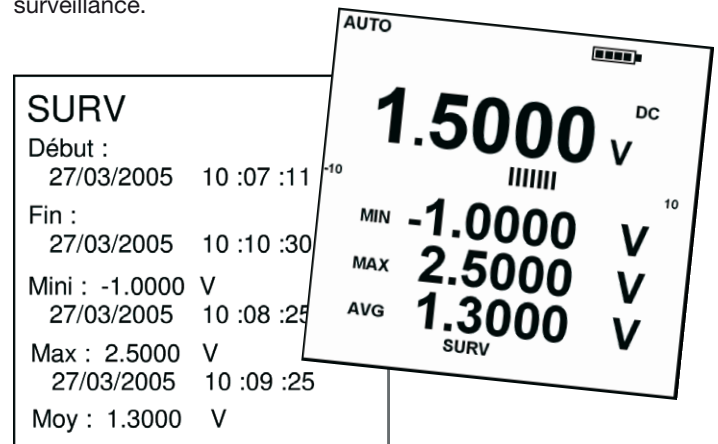 surveillance.
SURV
Début :
27/03/2005 10 :07 :11
Fin :
27/03/2005 10 :10 :30
Mini : -1.0000 V
27/03/2005 10 :08 :25
Max : 2.5000 V
27/03/2005 10 :09 :25
Moy : 1.3000 V
AUTO
DC
1.5000 V
-10
10
MIN -1.0000 V
MAX 2.5000 V
AVG 1.3000 V
SURV